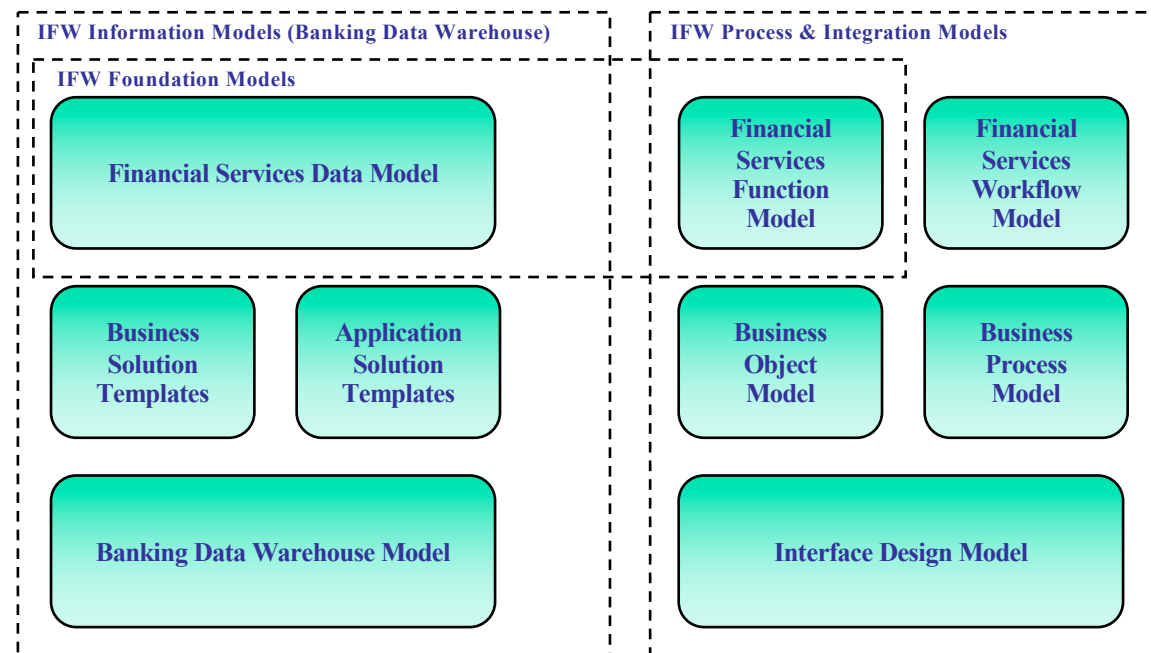 IFW Information Models (Banking Data Warehouse)
IFW Process & Integration Models
IFW Foundation Models
Financial Services Data Model
Financial
Services
Function
Model
Financial
Services
Workflow
Model
Business
Solution
Templates
Application
Solution
Templates
Business
Object
Model
Business
Process
Model
Banking Data Warehouse Model
Interface Design Model